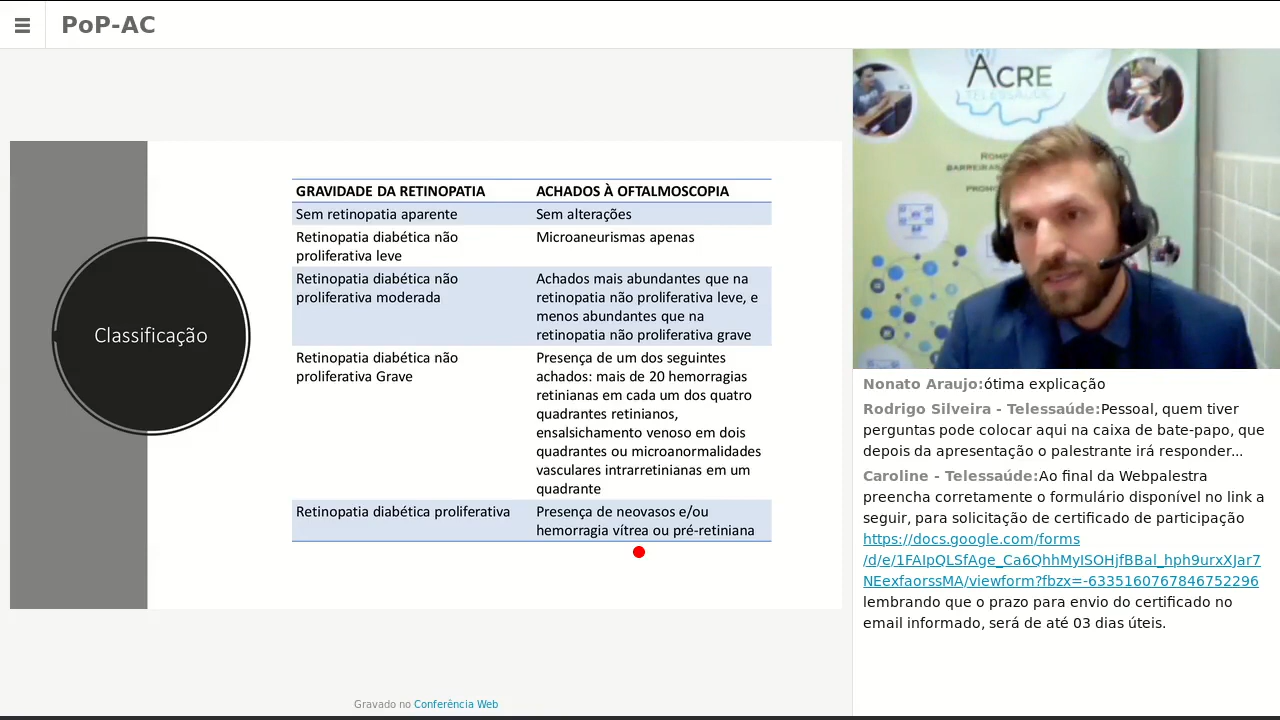 PoP-AC
Classificação
GRAVIDADE DA RETINOPATIA
ACHADOS À OFTALMOSCOPIA
Sem retinopatia aparente
Sem alterações
Retinopatia diabética não
proliferativa leve
Microaneurismas apenas
Retinopatia diabética não
proliferativa moderada
Achados mais abundantes que na
retinopatia não proliferativa leve, e
menos abundantes que na
retinopatia não proliferativa grave
Retinopatia diabética não
proliferativa Grave
Presença de um dos seguintes
achados: mais de 20 hemorragias
retinianas em cada um dos quatro
quadrantes retinianos,
ensalsichamento venoso em dois
quadrantes ou microanormalidades
vasculares intrarretinianas em um
quadrante
Retinopatia diabética proliferativa
Presença de neovasos e/ou
hemorragia vítrea ou pré-retiniana
Gravado no Conferência Web
ACRE
TELESSAÚDE
Nonato Araujo:ótima explicação
Rodrigo Silveira - Telessaúde:Pessoal, quem tiver
perguntas pode colocar aqui na caixa de bate-papo, que
depois da apresentação o palestrante irá responder...
Caroline - Telessaúde:Ao final da Webpalestra
preencha corretamente o formulário disponível no link a
seguir, para solicitação de certificado de participação
https://docs.google.com/forms
/d/e/1FAIpQLSfAge_Ca6QhhMyISOHjfBBal_hph9urxXJar7
NEexfaorssMA/viewform?fbzx=-6335160767846752296
lembrando que o prazo para envio do certificado no
email informado, será de até 03 dias úteis.